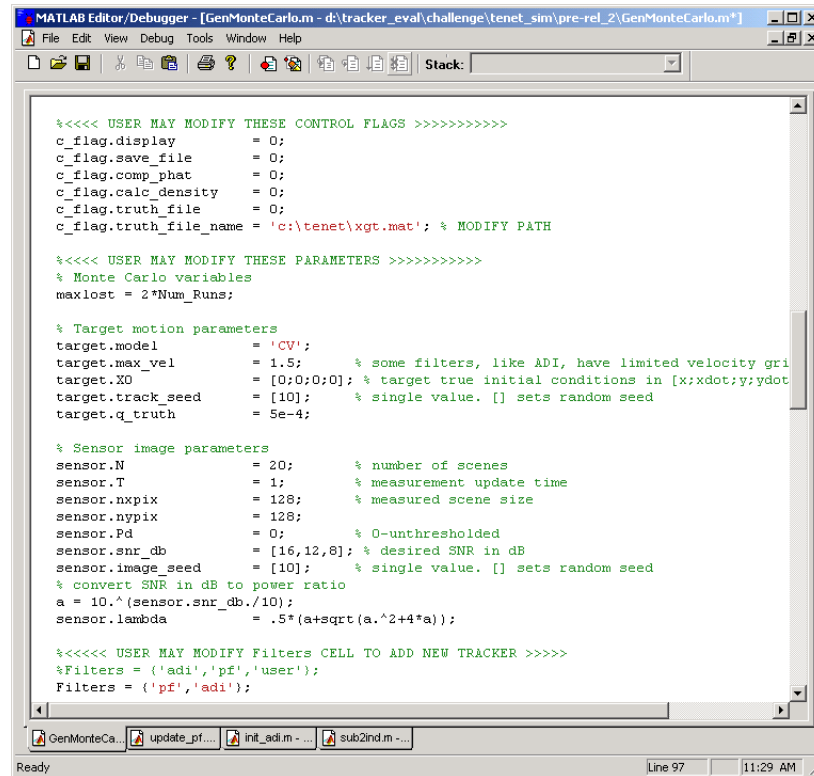 MATLAB Editor/Debugger - [GenMonteCarlo.m - d:\tracker_eval\challenge\tenet_sim\pre-rel_2\GenMonteCarlo.m*]
File Edit View Debug Tools Window Help
Stack:
%<<<< USER MAY MODIFY THESE CONTROL FLAGS >>>>>>>>>>>
c_flag.display = 0;
c_flag.save_file = 0;
c_flag.comp_phat = 0;
c_flag.calc_density = 0;
c_flag.truth_file = 0;
c_flag.truth_file_name = 'c:\tenet\xgt.mat'; % MODIFY PATH
%<<<< USER MAY MODIFY THESE PARAMETERS >>>>>>>>>>>
% Monte Carlo variables
maxlost = 2*Num_Runs;
% Target motion parameters
target.model = 'CV';
target.max_vel = 1.5; % some filters, like ADI, have limited velocity gri
target.X0 = [0;0;0;0]; % target true initial conditions in [x;xdot;y;ydot
target.track_seed = [10]; % single value. [] sets random seed
target.q_truth = 5e-4;
% Sensor image parameters
sensor.N = 20; % number of scenes
sensor.T = 1; % measurement update time
sensor.nxpix = 128; % measured scene size
sensor.nypix = 128;
sensor.Pd = 0; % 0-unthresholded
sensor.snr_db = [16,12,8]; % desired SNR in dB
sensor.image_seed = [10]; % single value. [] sets random seed
% convert SNR in dB to power ratio
a = 10.^(sensor.snr_db./10);
sensor.lambda = .5*(a+sqrt(a.^2+4*a));
%<<<<< USER MAY MODIFY Filters CELL TO ADD NEW TRACKER >>>>>
%Filters = {'adi','pf','user'};
Filters = {'pf','adi'};
GenMonteCa... update_pf.... init_adi.m - ... sub2ind.m -...
Ready Line 97 11:29 AM